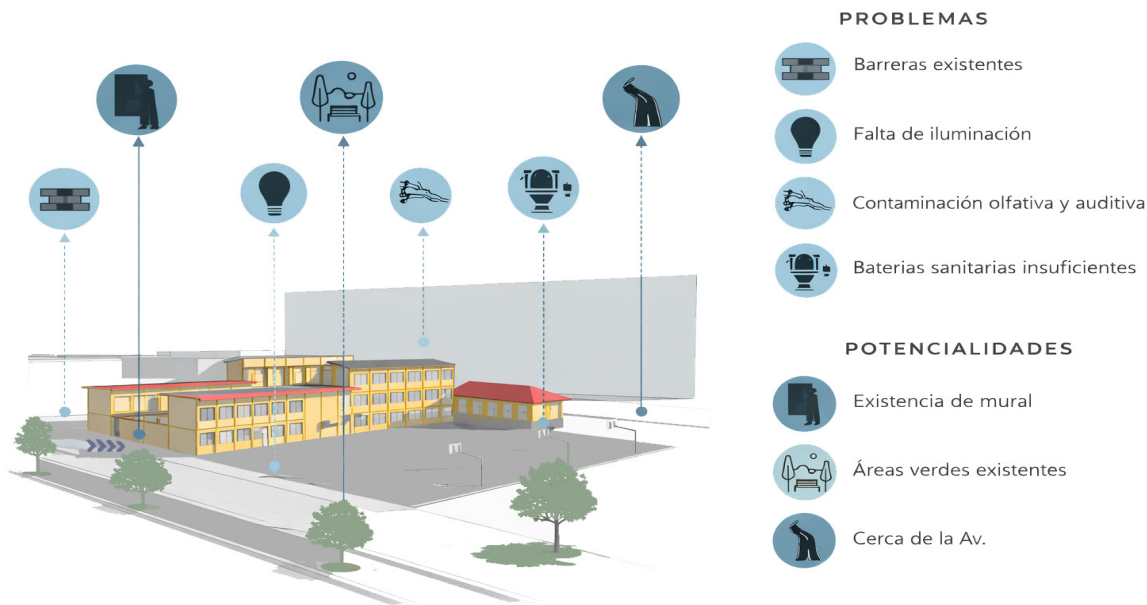 PROBLEMAS
Barreras existentes
Falta de iluminación
Contaminación olfativa y auditiva
Baterias sanitarias insuficientes
POTENCIALIDADES
Existencia de mural
Áreas verdes existentes
Cerca de la Av.